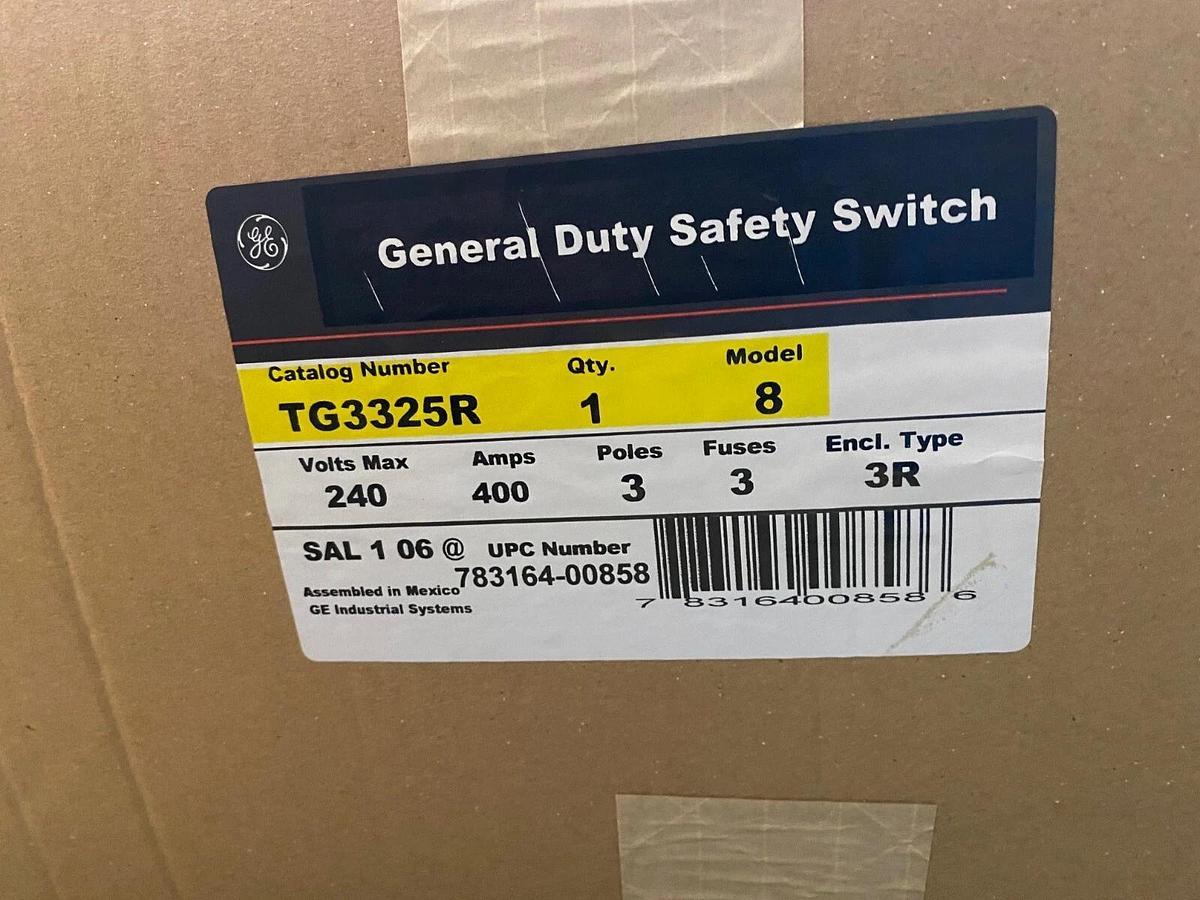 GE
General Duty Safety Switch
Catalog Number Qty. Model
TG3325R 1 8
Volts Max Amps Poles Fuses Encl. Type
240 400 3 3 3R
SAL 1 06 @ UPC Number
783164-00858
Assembled in Mexico
GE Industrial Systems
7 8316400858 6